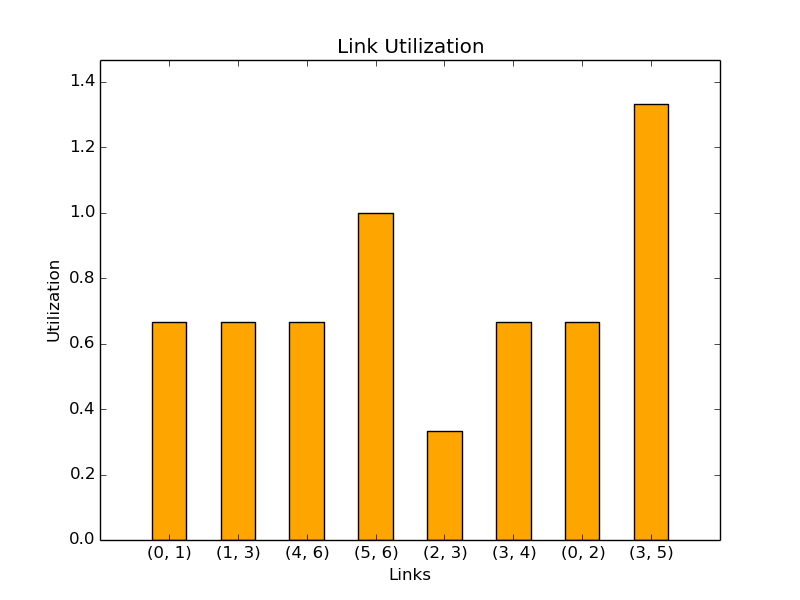 Link Utilization
1.4
1.2
1.0
0.8
0.6
0.4
0.2
0.0
Utilization
(0, 1) (1, 3) (4, 6) (5, 6) (2, 3) (3, 4) (0, 2) (3, 5)
Links